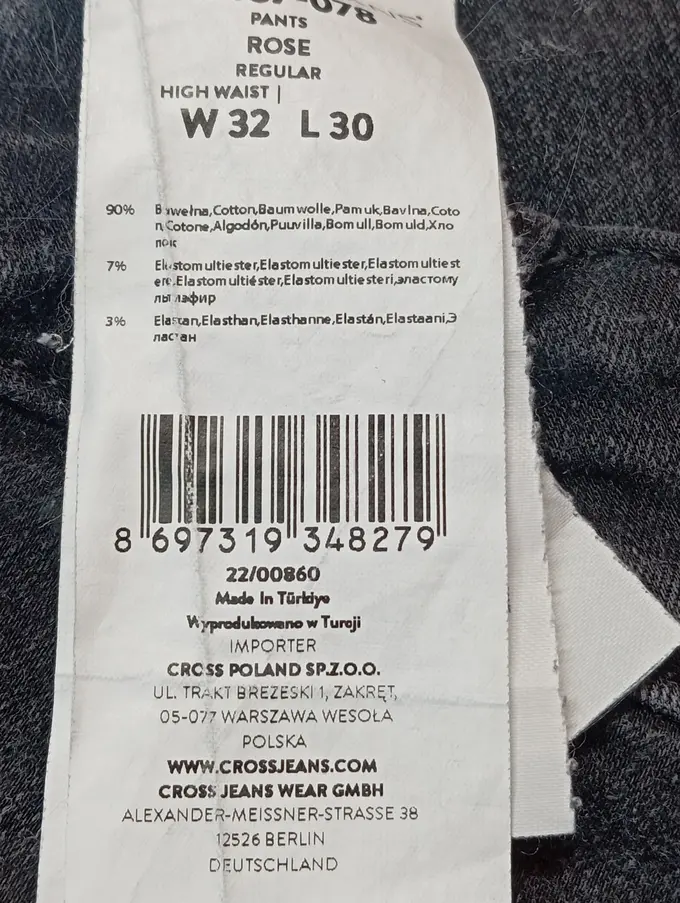 -078
PANTS
ROSE
REGULAR
HIGH WAIST |
W 32 L 30
90% Bawełna,Cotton,Baumwolle,Pamuk,Bavlna,Coto
n,Cotone,Algodón,Puuvilla,Bomull,Bomuld,Хло
пок
7% Elastomultiester,Elastomultiester,Elastomultiest
ere,Elastomultiéster,Elastomultiesteri,эластому
льтиэфир
3% Elastan,Elasthan,Elasthanne,Elastán,Elastaani,Э
ластан
8 697319 348279
22/00860
Made In Türkiye
Wyprodukowano w Turcji
IMPORTER
CROSS POLAND SP.Z.O.O.
UL. TRAKT BRZESKI 1, ZAKRĘT,
05-077 WARSZAWA WESOŁA
POLSKA
WWW.CROSSJEANS.COM
CROSS JEANS WEAR GMBH
ALEXANDER-MEISSNER-STRASSE 38
12526 BERLIN
DEUTSCHLAND